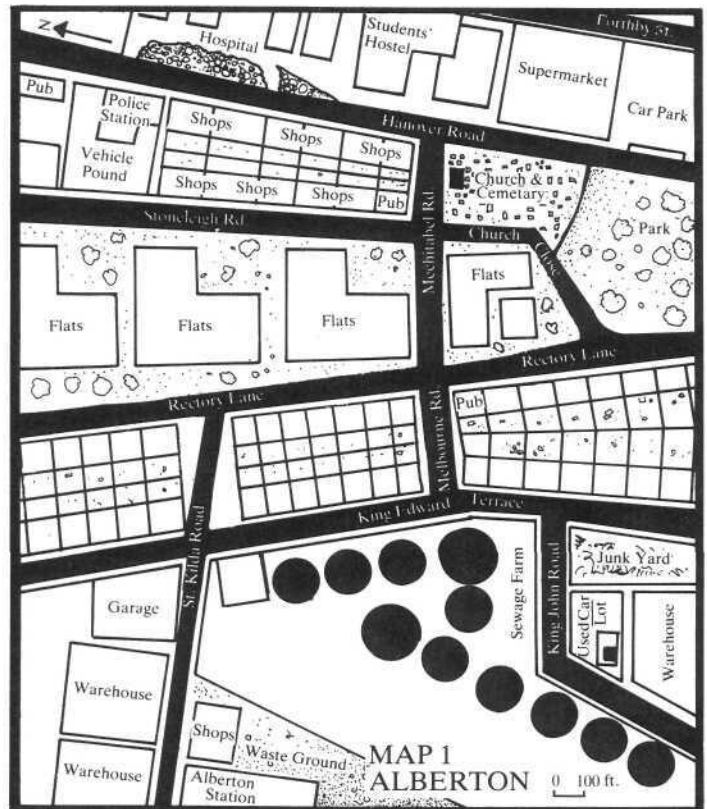 Forthby St.
N
Hospital
Students'
Hostel
Supermarket
Car Park
Pub
Police
Station
Vehicle
Pound
Shops
Shops
Shops
Hanover Road
Shops
Shops
Shops
Pub
Church &
Cemetary
Park
Stoneleigh Rd.
Mechitabel Rd.
Church
Close
Flats
Flats
Flats
Flats
Rectory Lane
Rectory Lane
Pub
Melbourne Rd.
King Edward
Terrace
St. Kilda Road
Sewage Farm
King John Road
Junk Yard
Used Car
Lot
Warehouse
Garage
Warehouse
Shops
Waste Ground
Warehouse
Alberton
Station
MAP 1
ALBERTON
0 100 ft.